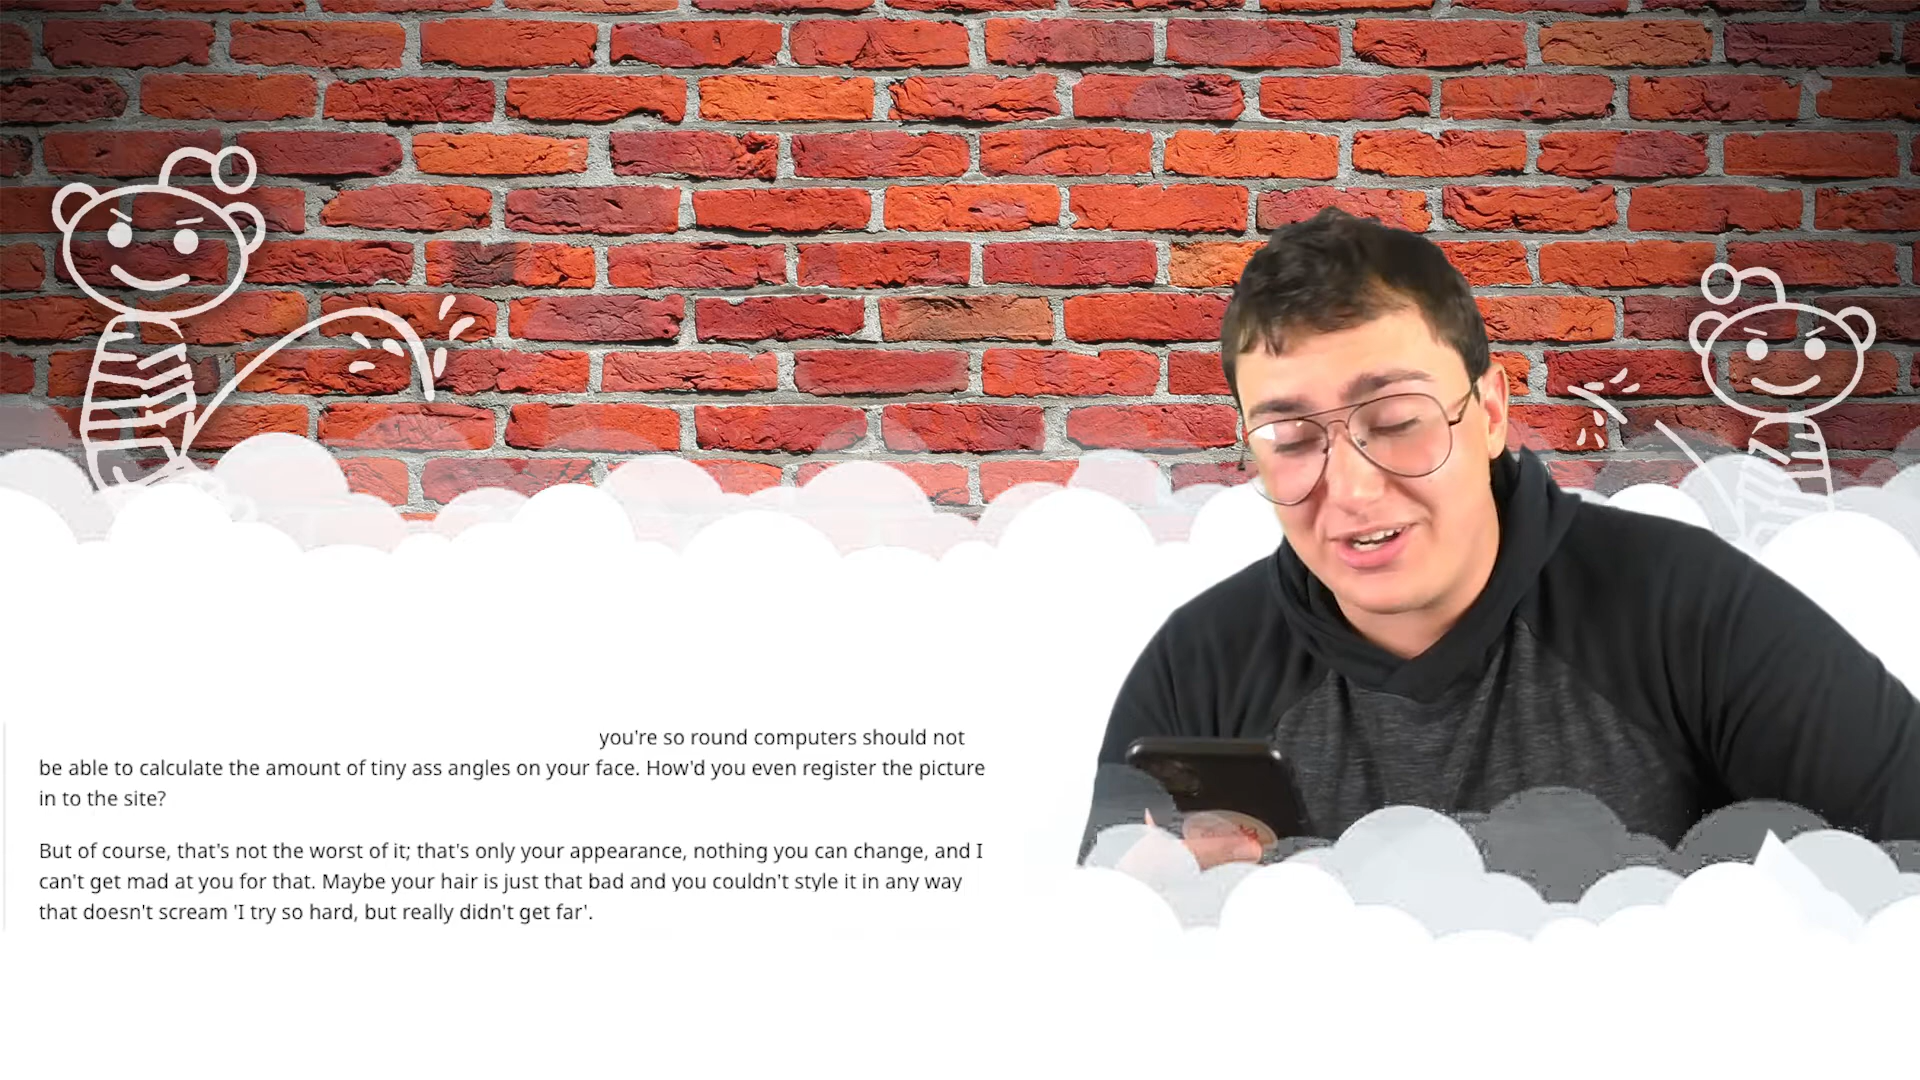 you're so round computers should not
be able to calculate the amount of tiny ass angles on your face. How'd you even register the picture
in to the site?
But of course, that's not the worst of it; that's only your appearance, nothing you can change, and I
can't get mad at you for that. Maybe your hair is just that bad and you couldn't style it in any way
that doesn't scream 'I try so hard, but really didn't get far'.